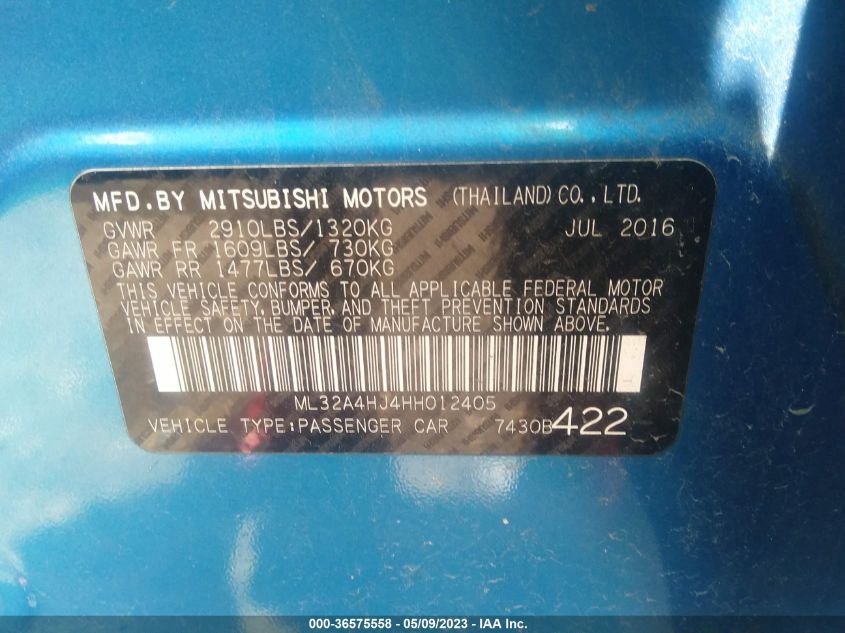 MFD.BY MITSUBISHI MOTORS (THAILAND) CO., LTD.
GVWR 2910LBS/1320KG JUL 2016
GAWR FR 1609LBS/ 730KG
GAWR RR 1477LBS/ 670KG
THIS VEHICLE CONFORMS TO ALL APPLICABLE FEDERAL MOTOR
VEHICLE SAFETY, BUMPER, AND THEFT PREVENTION STANDARDS
IN EFFECT ON THE DATE OF MANUFACTURE SHOWN ABOVE.
ML32A4HJ4HH012405
VEHICLE TYPE:PASSENGER CAR 7430B422
000-36575558 - 05/09/2023 - IAA Inc.